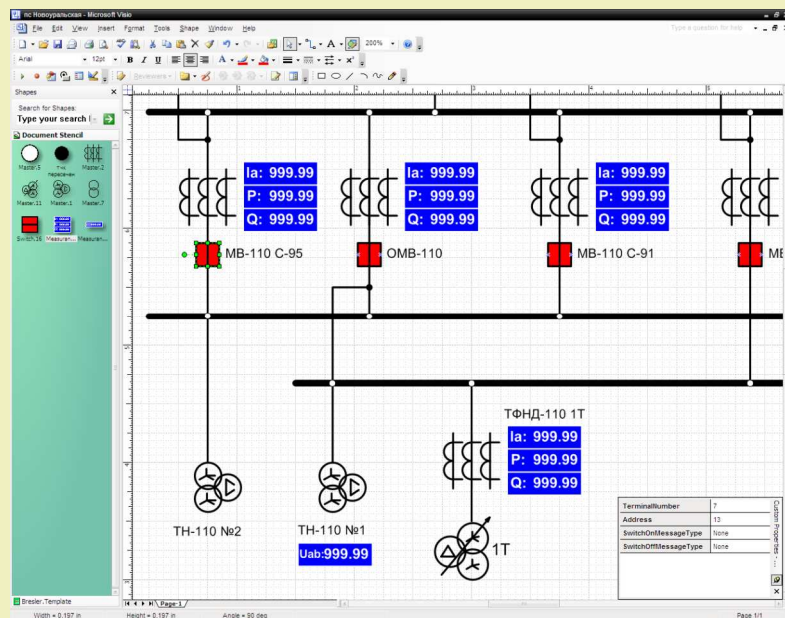 пс Новоуральская - Microsoft Visio
File Edit View Insert Format Tools Shape Window Help
Type a question for help
200%
Arial 12pt
Shapes
Search for Shapes:
Type your search
Document Stencil
Master.5
Master.2
Master.11 Master.1 Master.7
Switch.16 Measuran... Measuran...
Ia: 999.99
P: 999.99
Q: 999.99
Ia: 999.99
P: 999.99
Q: 999.99
Ia: 999.99
P: 999.99
Q: 999.99
МВ-110 С-95
ОМВ-110
МВ-110 С-91
ТФНД-110 1Т
Ia: 999.99
P: 999.99
Q: 999.99
ТН-110 №2
ТН-110 №1
Uab:999.99
1Т
TerminalNumber 7
Address 13
SwitchOnMessageType None
SwitchOffMessageType None
Custom Properties - ...
Bresler.Template
Page-1
Width = 0.197 in Height = 0.197 in Angle = 90 deg Page 1/1